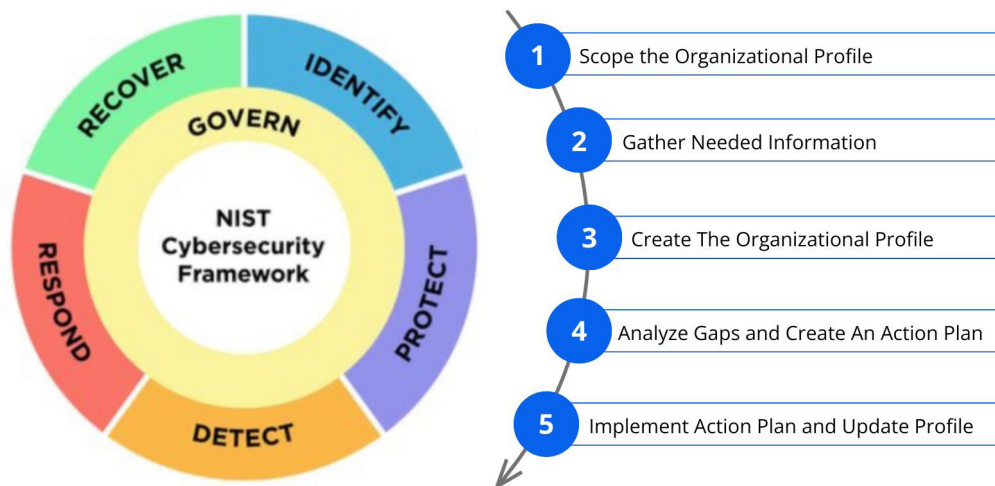 RECOVER
IDENTIFY
GOVERN
NIST
Cybersecurity
Framework
RESPOND
PROTECT
DETECT
1
Scope the Organizational Profile
2
Gather Needed Information
3
Create The Organizational Profile
4
Analyze Gaps and Create An Action Plan
5
Implement Action Plan and Update Profile